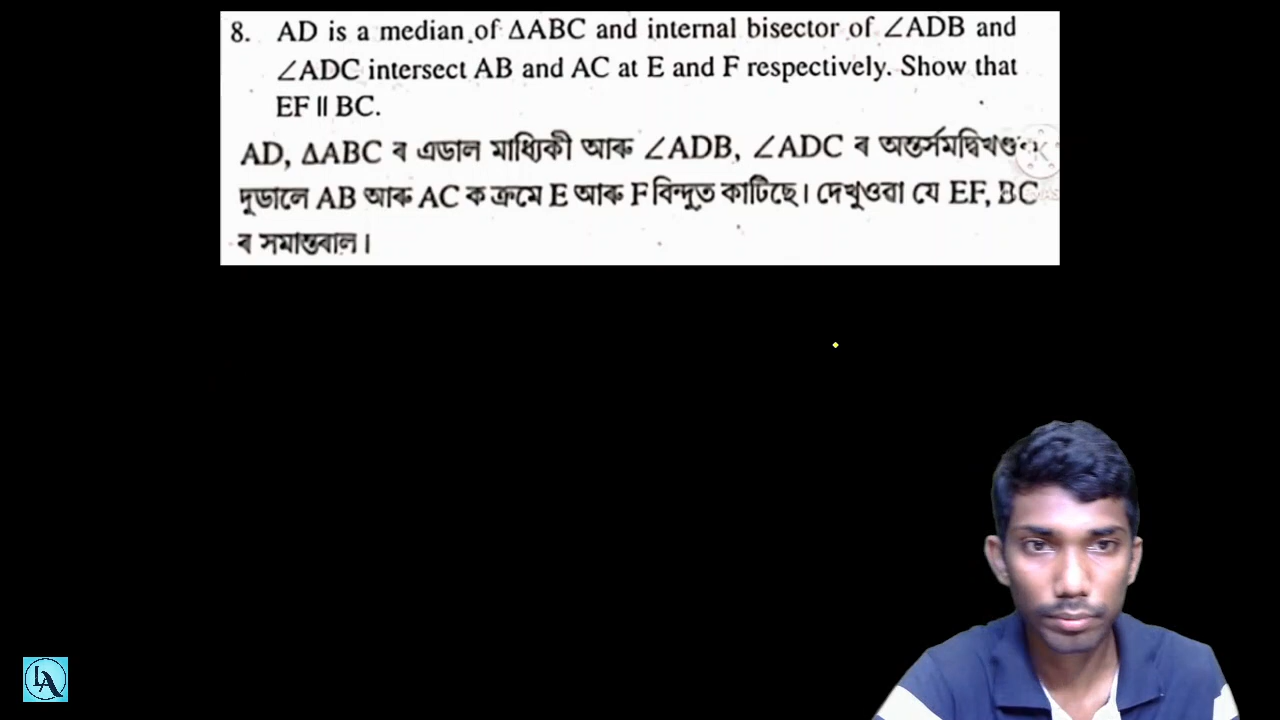 8. AD is a median of ΔABC and internal bisector of ∠ADB and
∠ADC intersect AB and AC at E and F respectively. Show that
EF || BC.
AD, ΔABC ৰ এডাল মাধ্যিকী আৰু ∠ADB, ∠ADC ৰ অন্তৰ্সমদ্বিখণ্ডক
দুডালে AB আৰু AC ক ক্ৰমে E আৰু F বিন্দুত কাটিছে। দেখুওৱা যে EF, BC
ৰ সমান্তৰাল।
LA